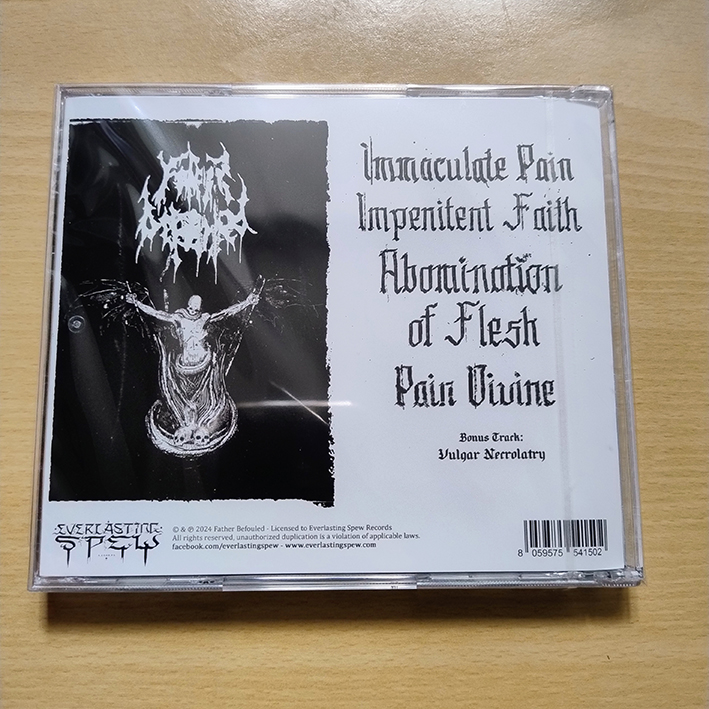 Father
Befouled
Immaculate Pain
Impenitent Faith
Abomination
of Flesh
Pain Divine
Bonus Track:
Vulgar Necrolatry
EVERLASTING
SPEW
© & ℗ 2024 Father Befouled - Licensed to Everlasting Spew Records
All rights reserved, unauthorized duplication is a violation of applicable laws.
facebook.com/everlastingspew - www.everlastingspew.com
8 059575 541502